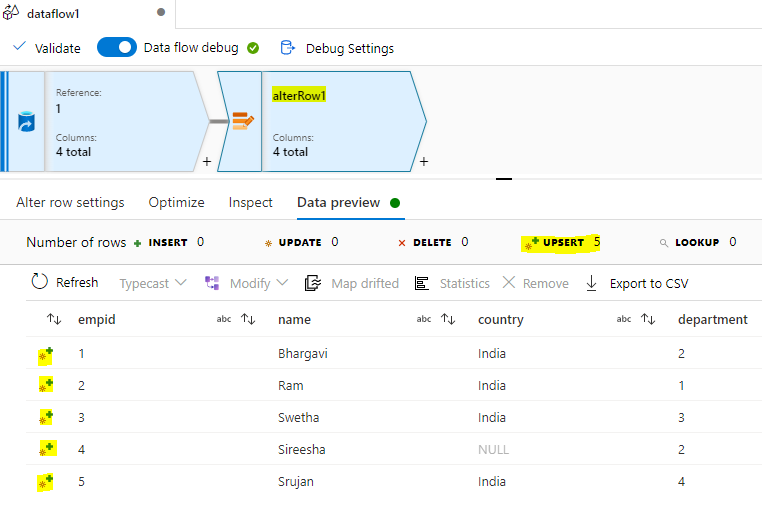 dataflow1
Validate Data flow debug Debug Settings
Reference:
1
Columns:
4 total
+
alterRow1
Columns:
4 total
+
Alter row settings Optimize Inspect Data preview
Number of rows INSERT 0 UPDATE 0 DELETE 0 UPSERT 5 LOOKUP 0
Refresh Typecast Modify Map drifted Statistics Remove Export to CSV
empid abc name abc country abc department
1 Bhargavi India 2
2 Ram India 1
3 Swetha India 3
4 Sireesha NULL 2
5 Srujan India 4